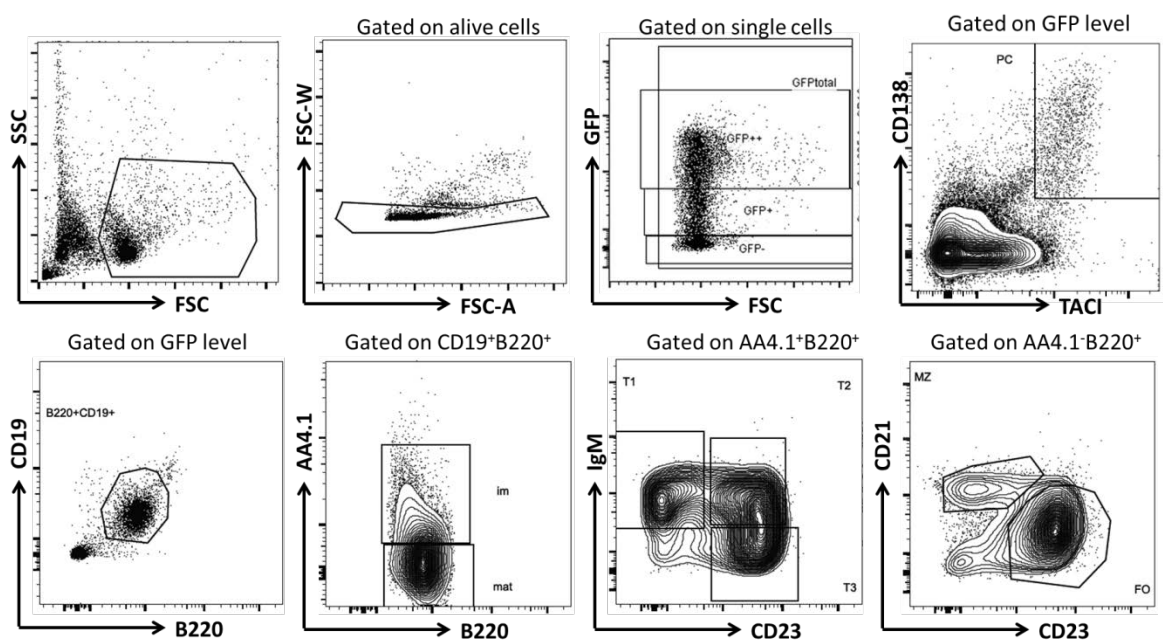 Gated on alive cells
Gated on single cells
Gated on GFP level
SSC
FSC
FSC-W
FSC-A
GFP
GFPtotal
GFP++
GFP+
GFP-
FSC
CD138
PC
TACI
Gated on GFP level
Gated on CD19⁺B220⁺
Gated on AA4.1⁺B220⁺
Gated on AA4.1⁻B220⁺
CD19
B220+CD19+
B220
AA4.1
im
mat
B220
IgM
T1
T2
T3
CD23
CD21
MZ
FO
CD23